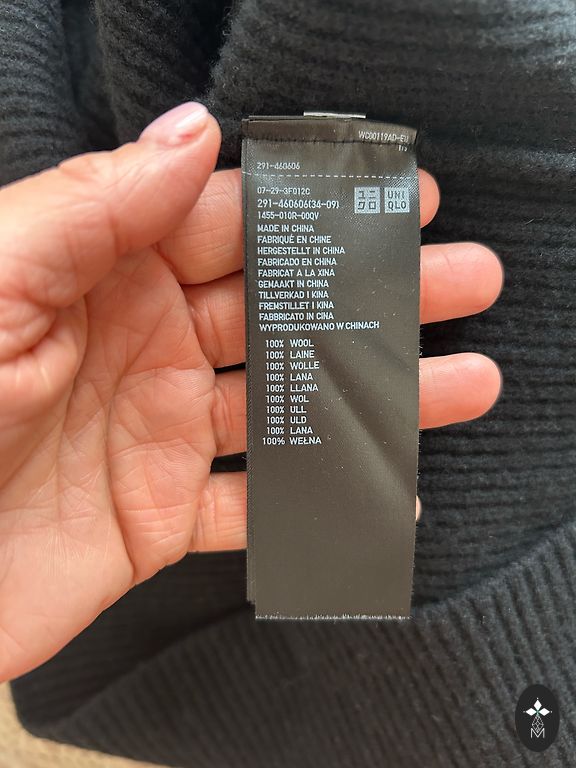 WC00119AD-EU
291-460606
07-29-3F012C
291-460606(34-09)
1455-010R-00QV
UNI
QLO
MADE IN CHINA
FABRIQUÉ EN CHINE
HERGESTELLT IN CHINA
FABRICADO EN CHINA
FABRICAT A LA XINA
GEMAAKT IN CHINA
TILLVERKAD I KINA
FREMSTILLET I KINA
FABBRICATO IN CINA
WYPRODUKOWANO W CHINACH
100% WOOL
100% LAINE
100% WOLLE
100% LANA
100% LLANA
100% WOL
100% ULL
100% ULD
100% LANA
100% WEŁNA
M